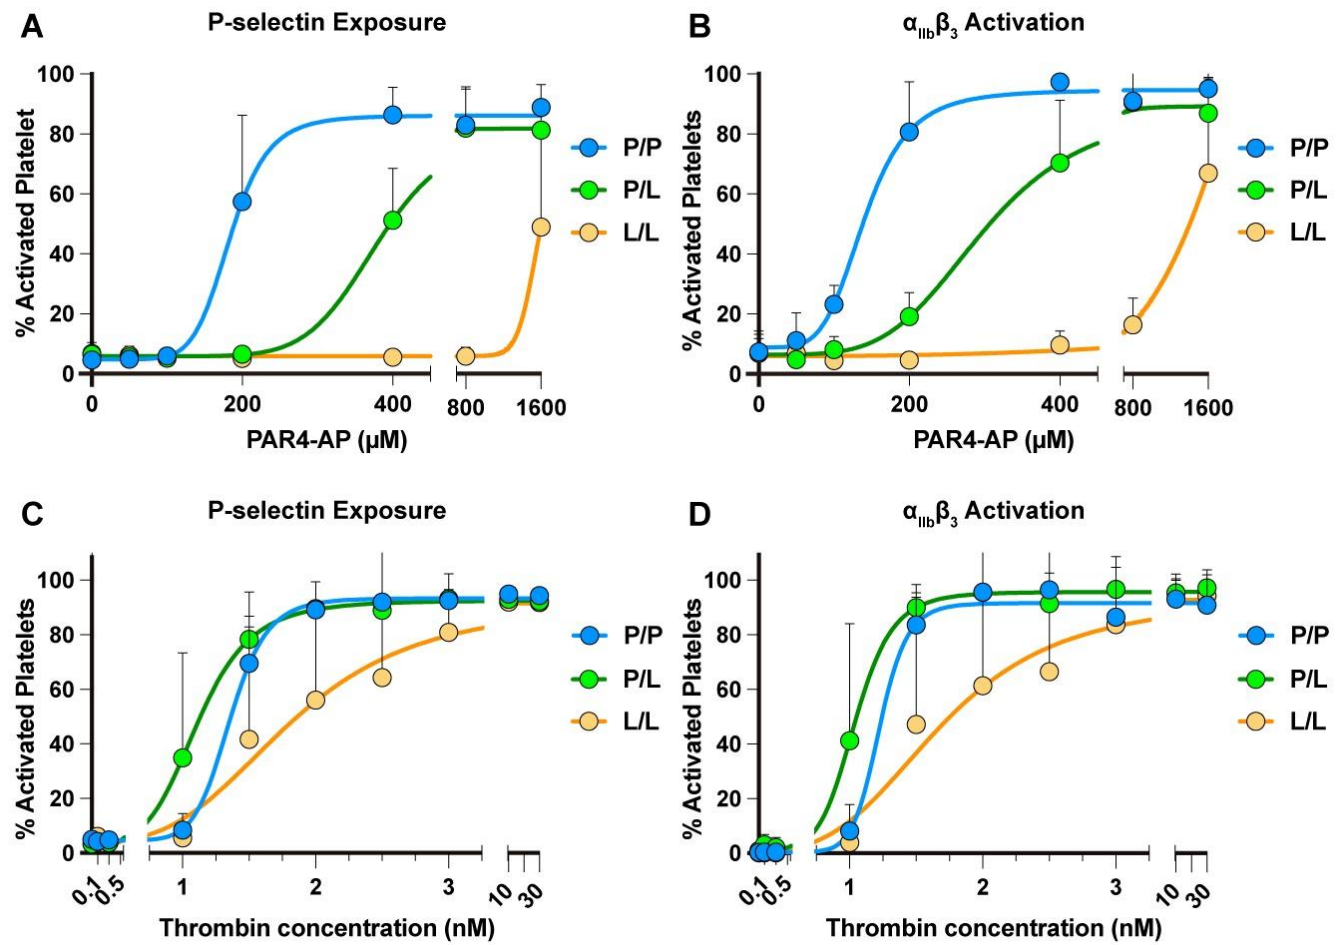 A
P-selectin Exposure
% Activated Platelet
100
80
60
40
20
0
0
200
400
800
1600
PAR4-AP (µM)
P/P
P/L
L/L
B
αIIbβ3 Activation
% Activated Platelets
100
80
60
40
20
0
0
200
400
800
1600
PAR4-AP (µM)
P/P
P/L
L/L
C
P-selectin Exposure
% Activated Platelets
100
80
60
40
20
0
0.1
0.5
1
2
3
10
30
Thrombin concentration (nM)
P/P
P/L
L/L
D
αIIbβ3 Activation
% Activated Platelets
100
80
60
40
20
0
0.1
0.5
1
2
3
10
30
Thrombin concentration (nM)
P/P
P/L
L/L